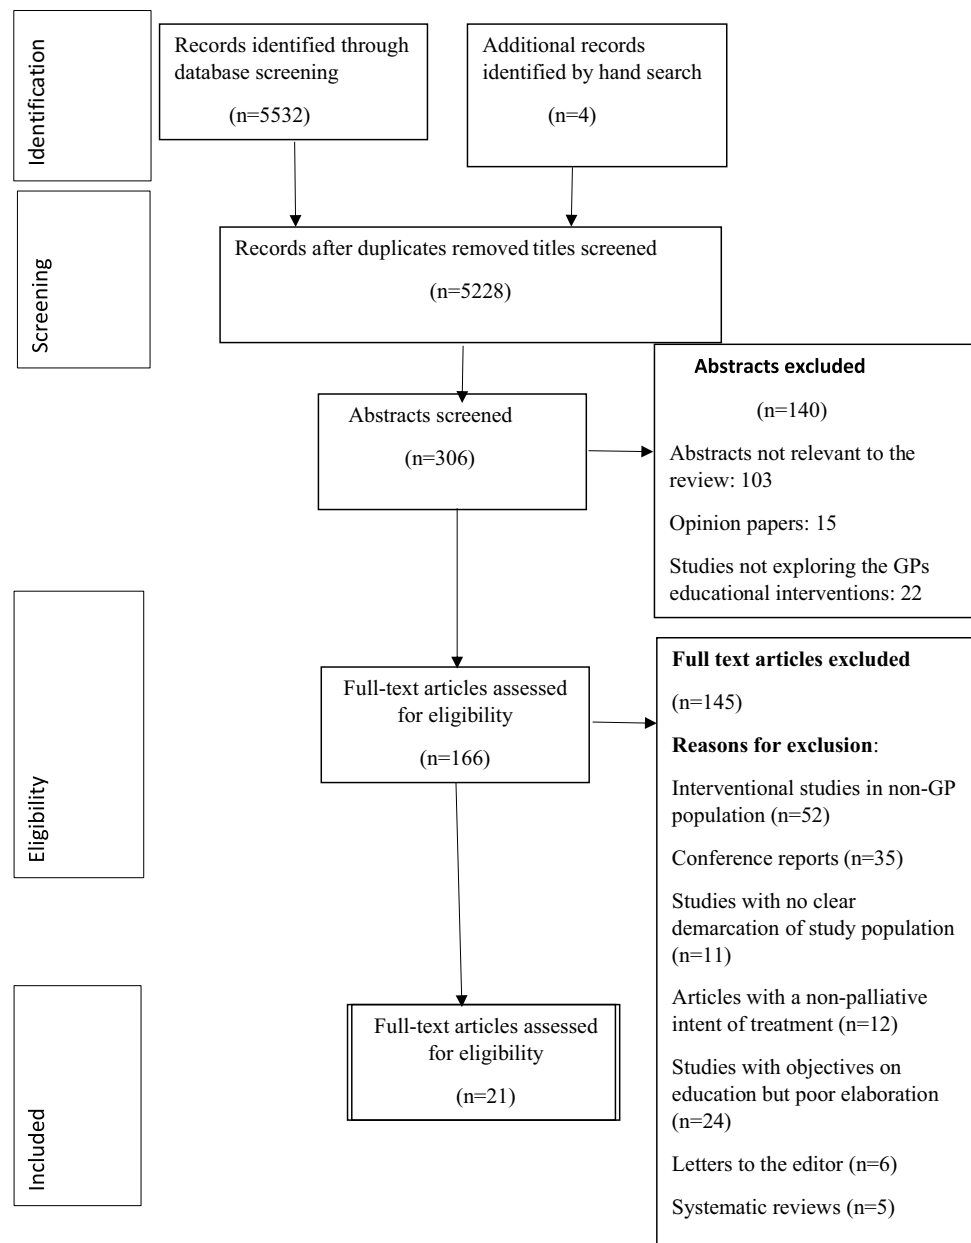 Identification
Records identified through
database screening
(n=5532)
Additional records
identified by hand search
(n=4)
Screening
Records after duplicates removed titles screened
(n=5228)
Abstracts screened
(n=306)
Abstracts excluded
(n=140)
Abstracts not relevant to the
review: 103
Opinion papers: 15
Studies not exploring the GPs
educational interventions: 22
Eligibility
Full-text articles assessed
for eligibility
(n=166)
Full text articles excluded
(n=145)
Reasons for exclusion:
Interventional studies in non-GP
population (n=52)
Conference reports (n=35)
Studies with no clear
demarcation of study population
(n=11)
Articles with a non-palliative
intent of treatment (n=12)
Studies with objectives on
education but poor elaboration
(n=24)
Letters to the editor (n=6)
Systematic reviews (n=5)
Included
Full-text articles assessed
for eligibility
(n=21)